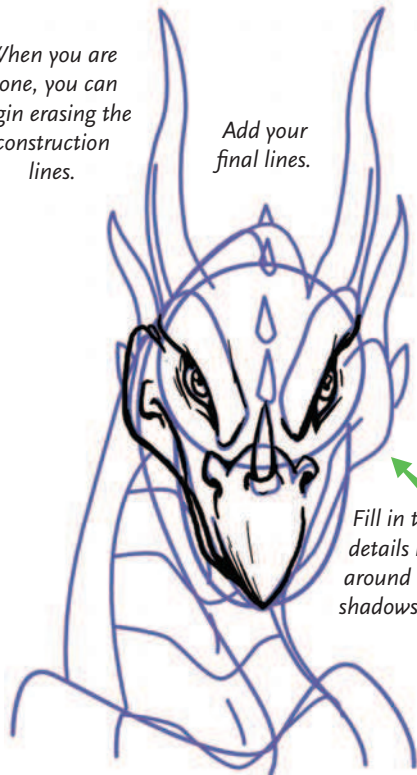 When you are
one, you can
gin erasing the
construction
lines.
Add your
final lines.
Fill in t
details
around
shadows